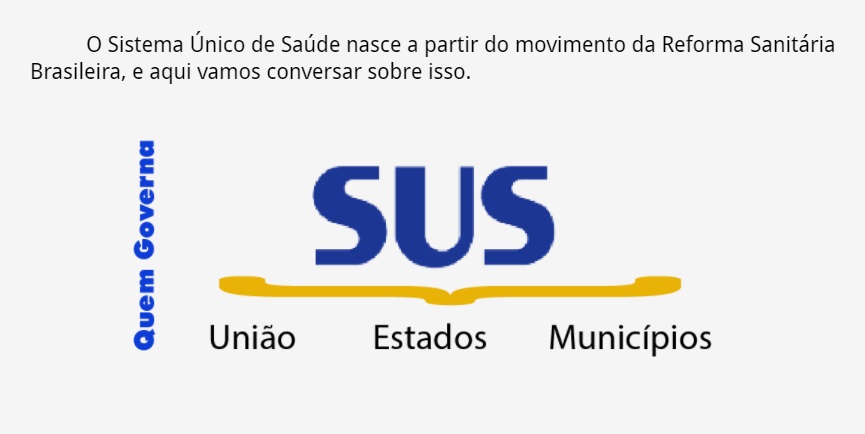 O Sistema Único de Saúde nasce a partir do movimento da Reforma Sanitária
Brasileira, e aqui vamos conversar sobre isso.
Quem Governa
SUS
União Estados Municípios